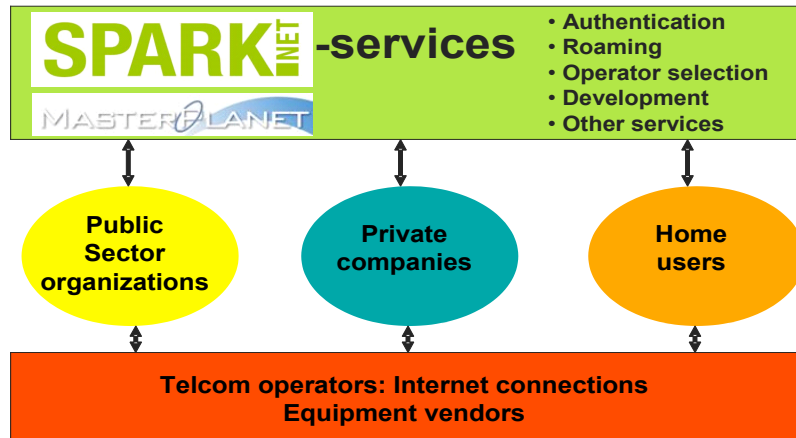 SPARK NET -services
MASTERPLANET
• Authentication
• Roaming
• Operator selection
• Development
• Other services
Public
Sector
organizations
Private
companies
Home
users
Telcom operators: Internet connections
Equipment vendors